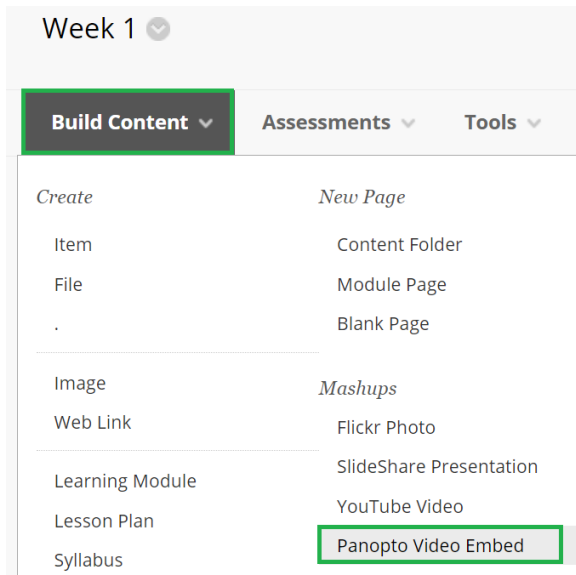 Week 1
Build Content
Assessments
Tools
Create
Item
File
.
Image
Web Link
Learning Module
Lesson Plan
Syllabus
New Page
Content Folder
Module Page
Blank Page
Mashups
Flickr Photo
SlideShare Presentation
YouTube Video
Panopto Video Embed